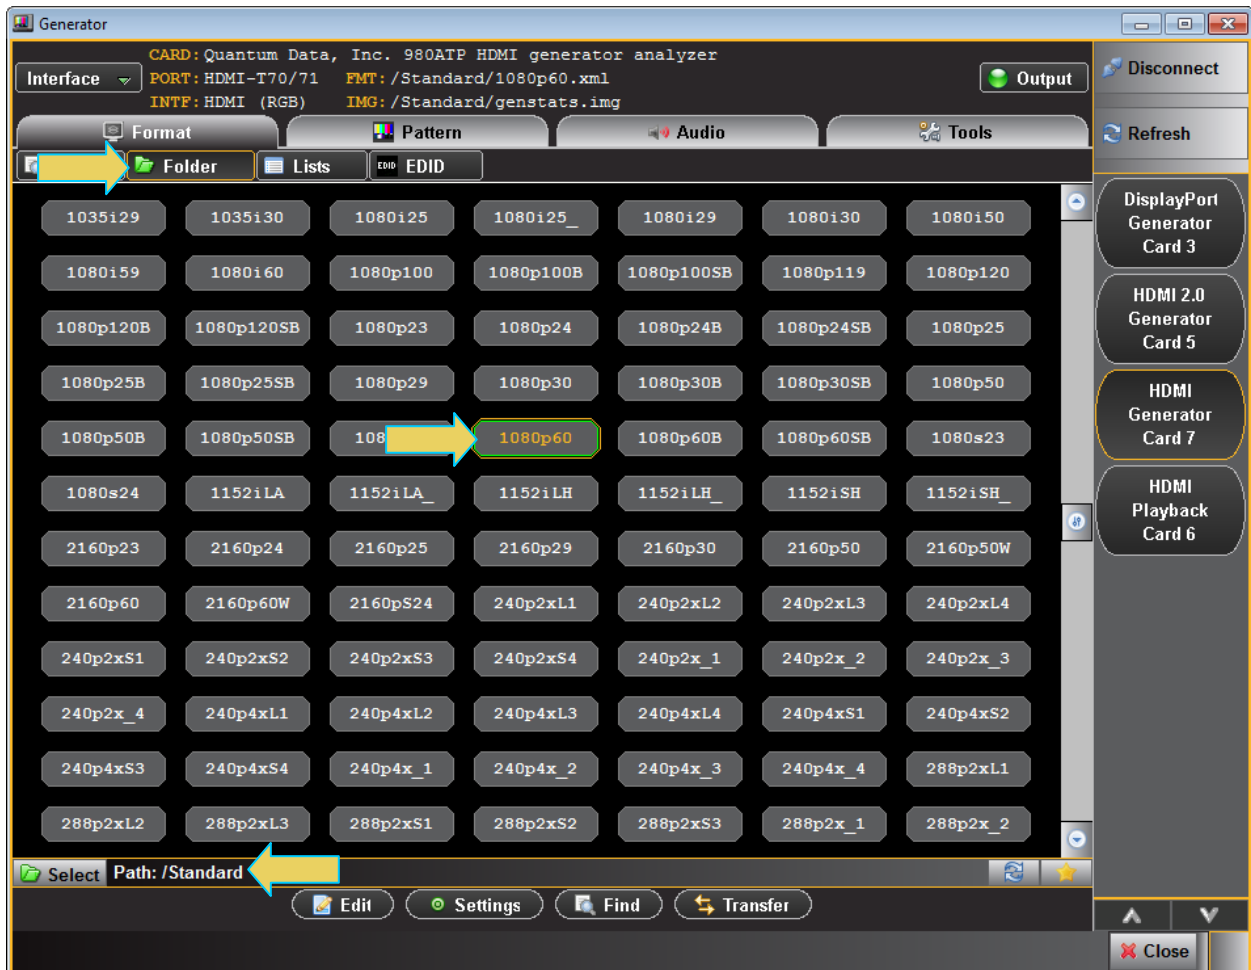 Generator
CARD: Quantum Data, Inc. 980ATP HDMI generator analyzer
Interface PORT: HDMI-T70/71 FMT: /Standard/1080p60.xml
INTF: HDMI (RGB) IMG: /Standard/genstats.img
Output
Disconnect
Format Pattern Audio Tools
Refresh
Folder Lists EDID EDID
1035i29 1035i30 1080i25 1080i25_ 1080i29 1080i30 1080i50
1080i59 1080i60 1080p100 1080p100B 1080p100SB 1080p119 1080p120
1080p120B 1080p120SB 1080p23 1080p24 1080p24B 1080p24SB 1080p25
1080p25B 1080p25SB 1080p29 1080p30 1080p30B 1080p30SB 1080p50
1080p50B 1080p50SB 1080p60 1080p60B 1080p60SB 1080s23
1080s24 1152iLA 1152iLA_ 1152iLH 1152iLH_ 1152iSH 1152iSH_
2160p23 2160p24 2160p25 2160p29 2160p30 2160p50 2160p50W
2160p60 2160p60W 2160pS24 240p2xL1 240p2xL2 240p2xL3 240p2xL4
240p2xS1 240p2xS2 240p2xS3 240p2xS4 240p2x_1 240p2x_2 240p2x_3
240p2x_4 240p4xL1 240p4xL2 240p4xL3 240p4xL4 240p4xS1 240p4xS2
240p4xS3 240p4xS4 240p4x_1 240p4x_2 240p4x_3 240p4x_4 288p2xL1
288p2xL2 288p2xL3 288p2xS1 288p2xS2 288p2xS3 288p2x_1 288p2x_2
DisplayPort
Generator
Card 3
HDMI 2.0
Generator
Card 5
HDMI
Generator
Card 7
HDMI
Playback
Card 6
Select Path: /Standard
Edit Settings Find Transfer
Close